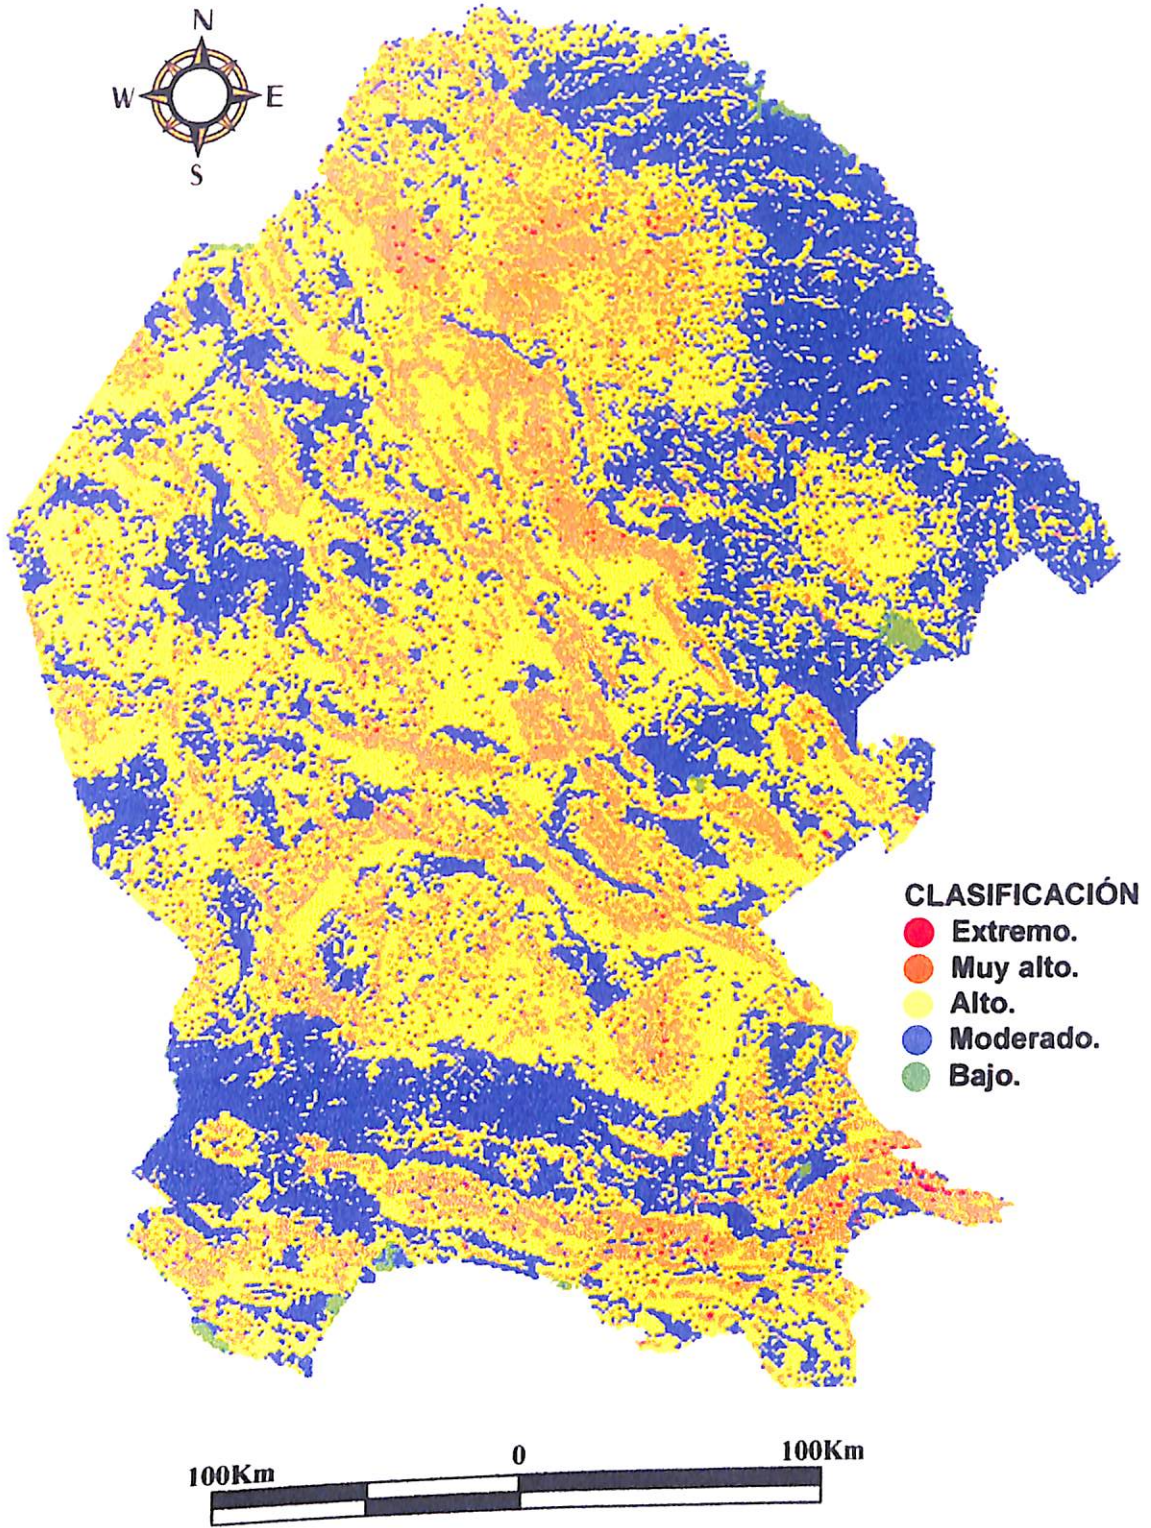 N
W E
S
CLASIFICACIÓN
Extremo.
Muy alto.
Alto.
Moderado.
Bajo.
100Km 0 100Km